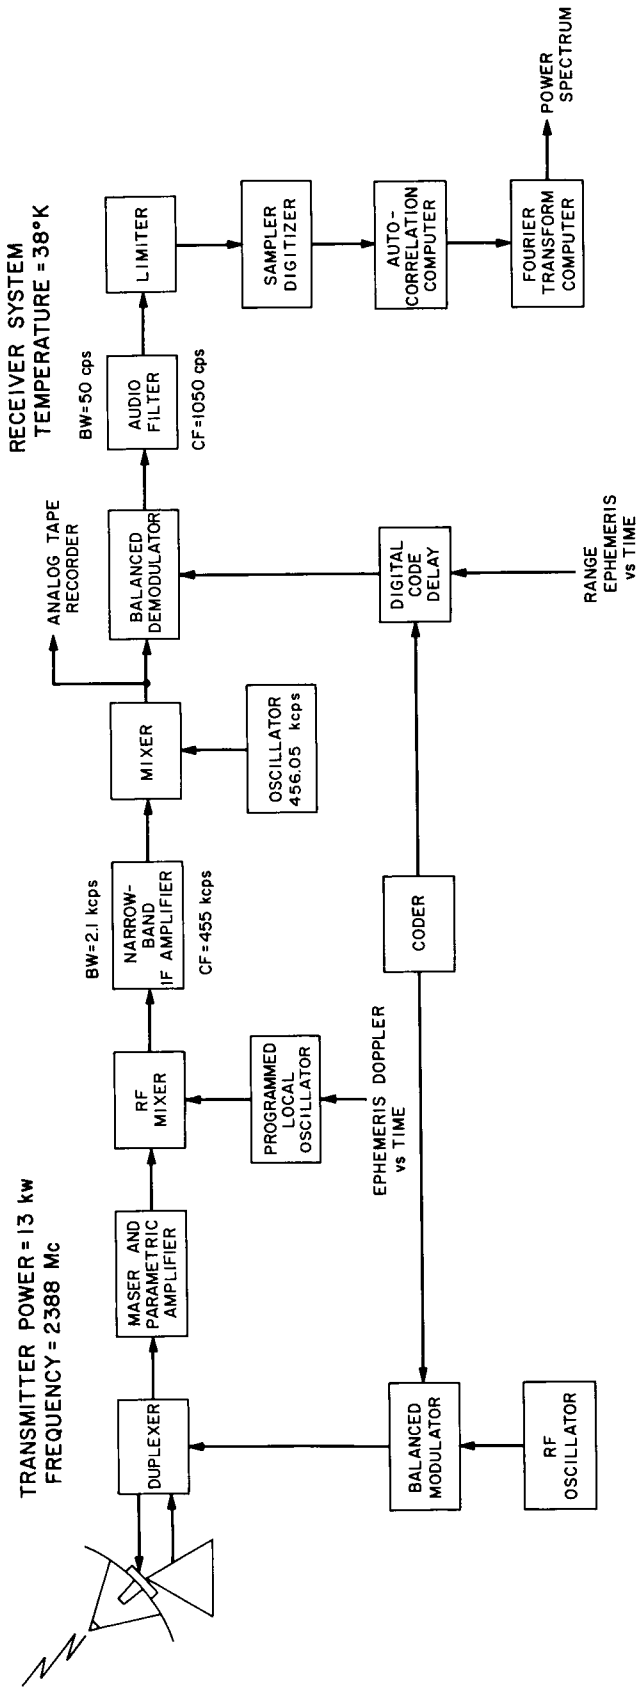 TRANSMITTER POWER = 13 kw
FREQUENCY = 2388 Mc
RECEIVER SYSTEM
TEMPERATURE = 38°K
DUPLEXER
MASER AND
PARAMETRIC
AMPLIFIER
RF
MIXER
BW=2.1 kcps
NARROW-
BAND
IF AMPLIFIER
CF=455 kcps
MIXER
ANALOG TAPE
RECORDER
BALANCED
DEMODULATOR
BW=50 cps
AUDIO
FILTER
CF=1050 cps
LIMITER
PROGRAMMED
LOCAL
OSCILLATOR
EPHEMERIS DOPPLER
vs TIME
OSCILLATOR
456.05 kcps
SAMPLER
DIGITIZER
BALANCED
MODULATOR
CODER
DIGITAL
CODE
DELAY
AUTO-
CORRELATION
COMPUTER
RF
OSCILLATOR
RANGE
EPHEMERIS
vs TIME
FOURIER
TRANSFORM
COMPUTER
POWER
SPECTRUM